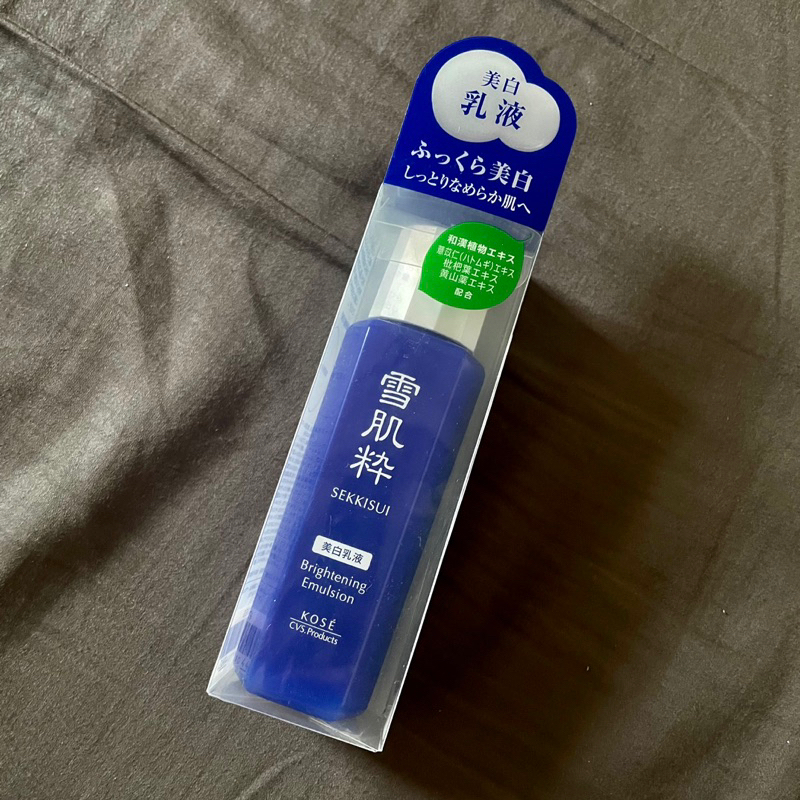 美白
乳液
ふっくら美白
しっとりなめらか肌へ
和漢植物エキス
薏苡仁(ハトムギ)エキス
枇杷葉エキス
黄山薬エキス
配合
雪肌粋
SEKKISUI
美白乳液
Brightening
Emulsion
KOSÉ
CVS.Products